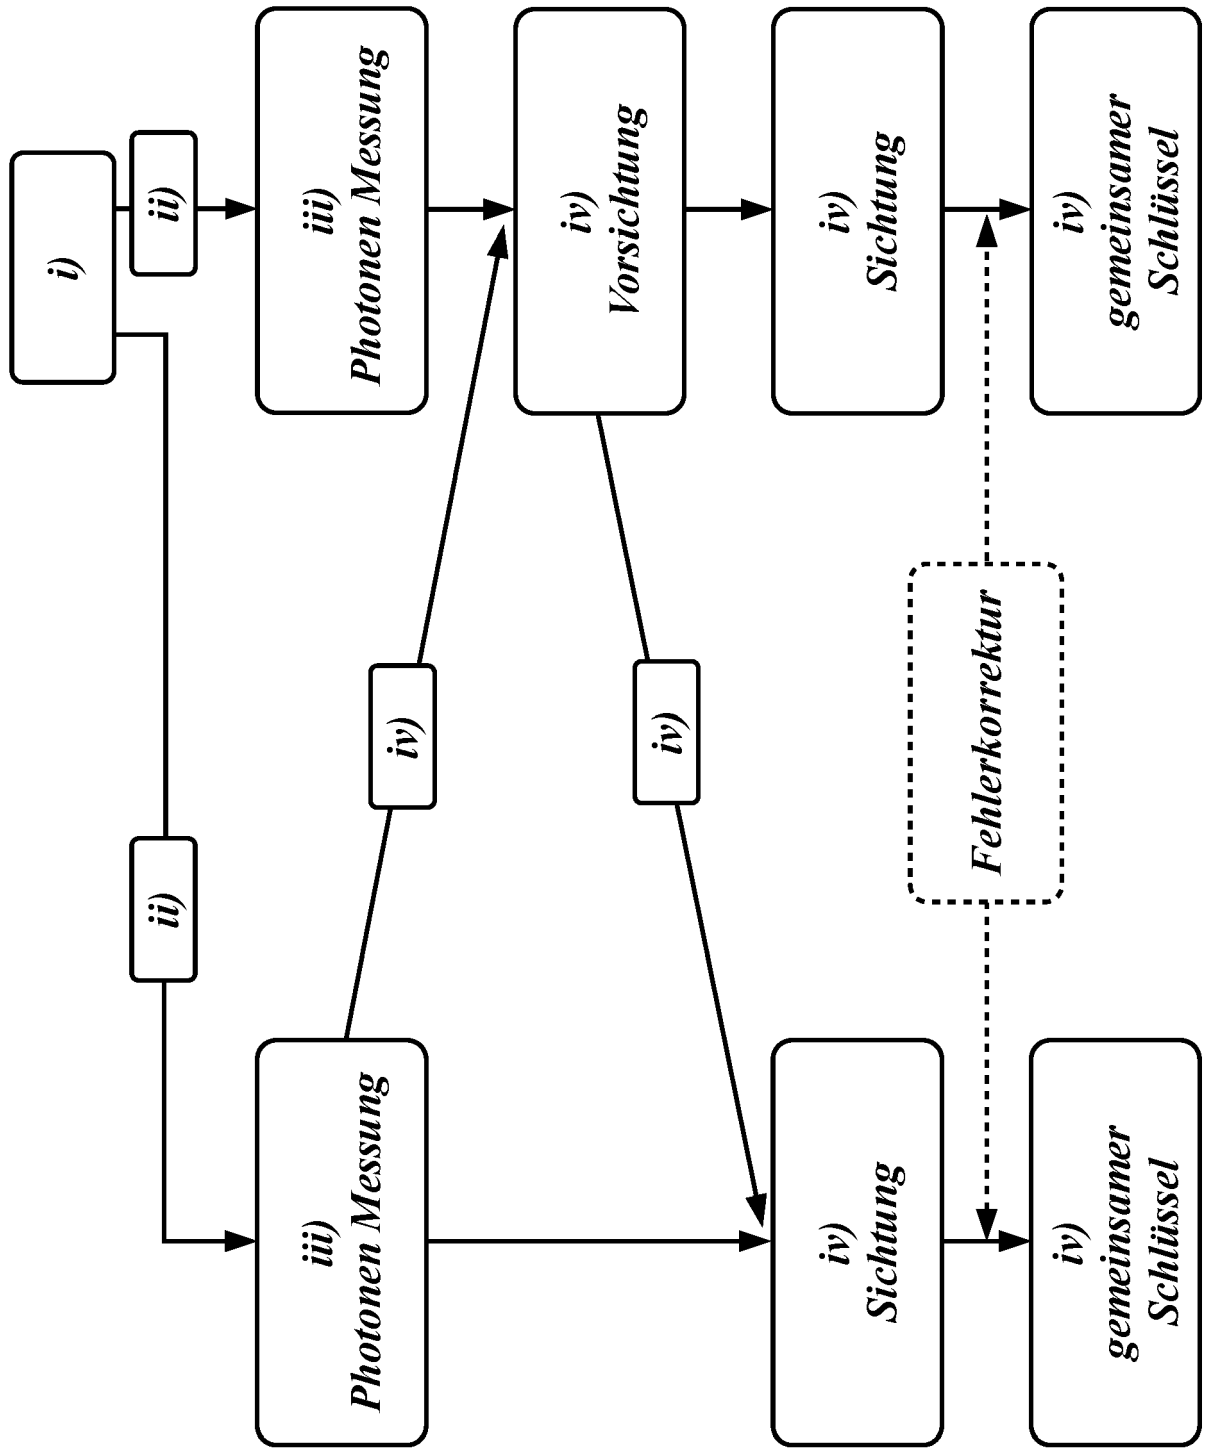 i)
ii)
ii)
iii)
Photonen Messung
iii)
Photonen Messung
iv)
iv)
Vorsichtung
iv)
iv)
Sichtung
iv)
Sichtung
Fehlerkorrektur
iv)
gemeinsamer
Schlüssel
iv)
gemeinsamer
Schlüssel